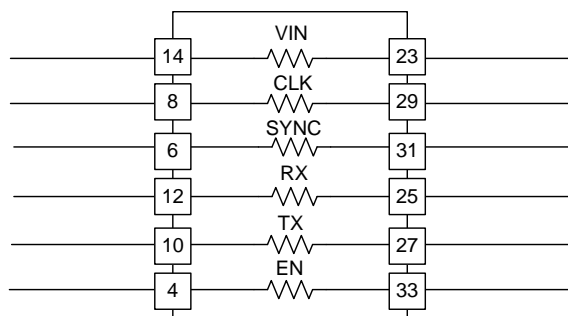 VIN
14 23
CLK
8 29
SYNC
6 31
RX
12 25
TX
10 27
EN
4 33